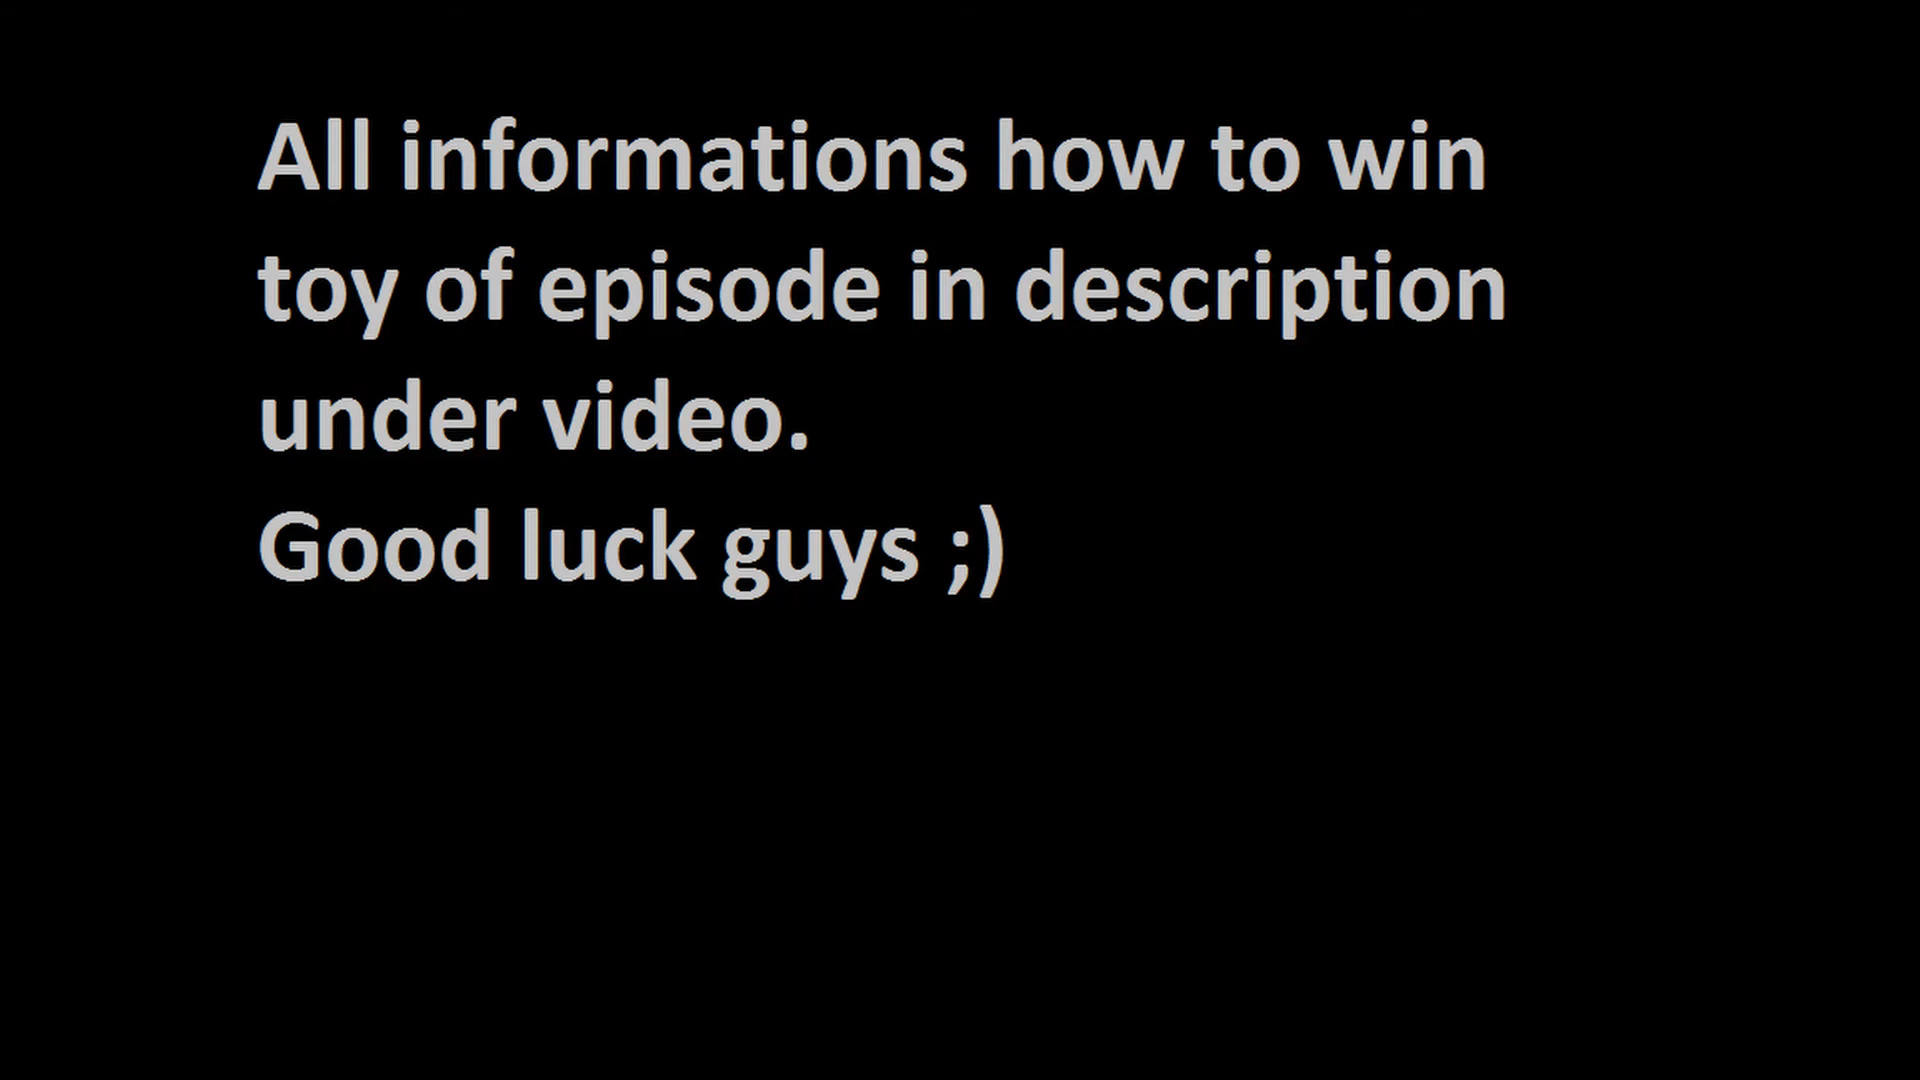 All informations how to win
toy of episode in description
under video.
Good luck guys ;)